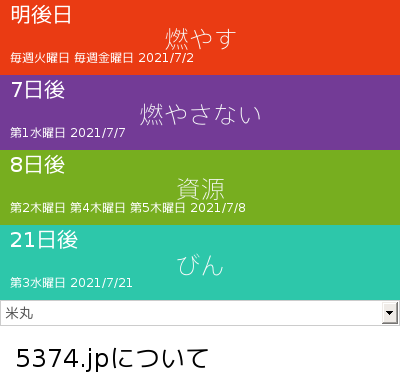 明後日
燃やす
毎週火曜日 毎週金曜日 2021/7/2
7日後
燃やさない
第1水曜日 2021/7/7
8日後
資源
第2木曜日 第4木曜日 第5木曜日 2021/7/8
21日後
びん
第3水曜日 2021/7/21
米丸
5374.jpについて